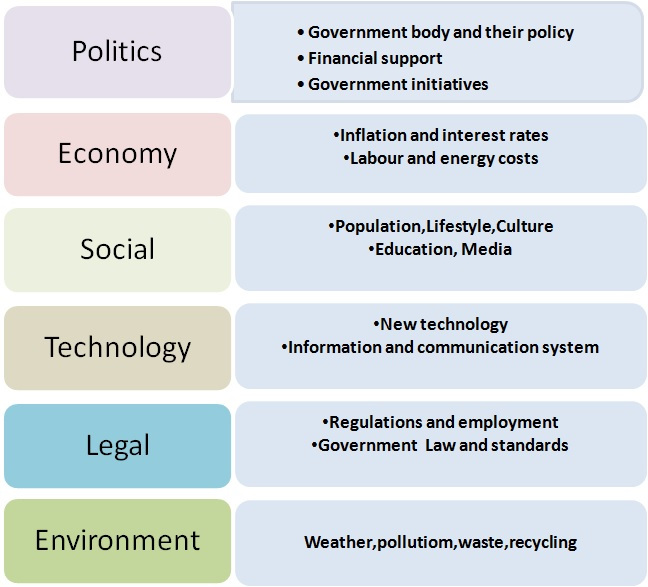 Politics
• Government body and their policy
• Financial support
• Government initiatives
Economy
•Inflation and interest rates
•Labour and energy costs
Social
•Population,Lifestyle,Culture
•Education, Media
Technology
•New technology
•Information and communication system
Legal
•Regulations and employment
•Government  Law and standards
Environment
Weather,pollutiom,waste,recycling